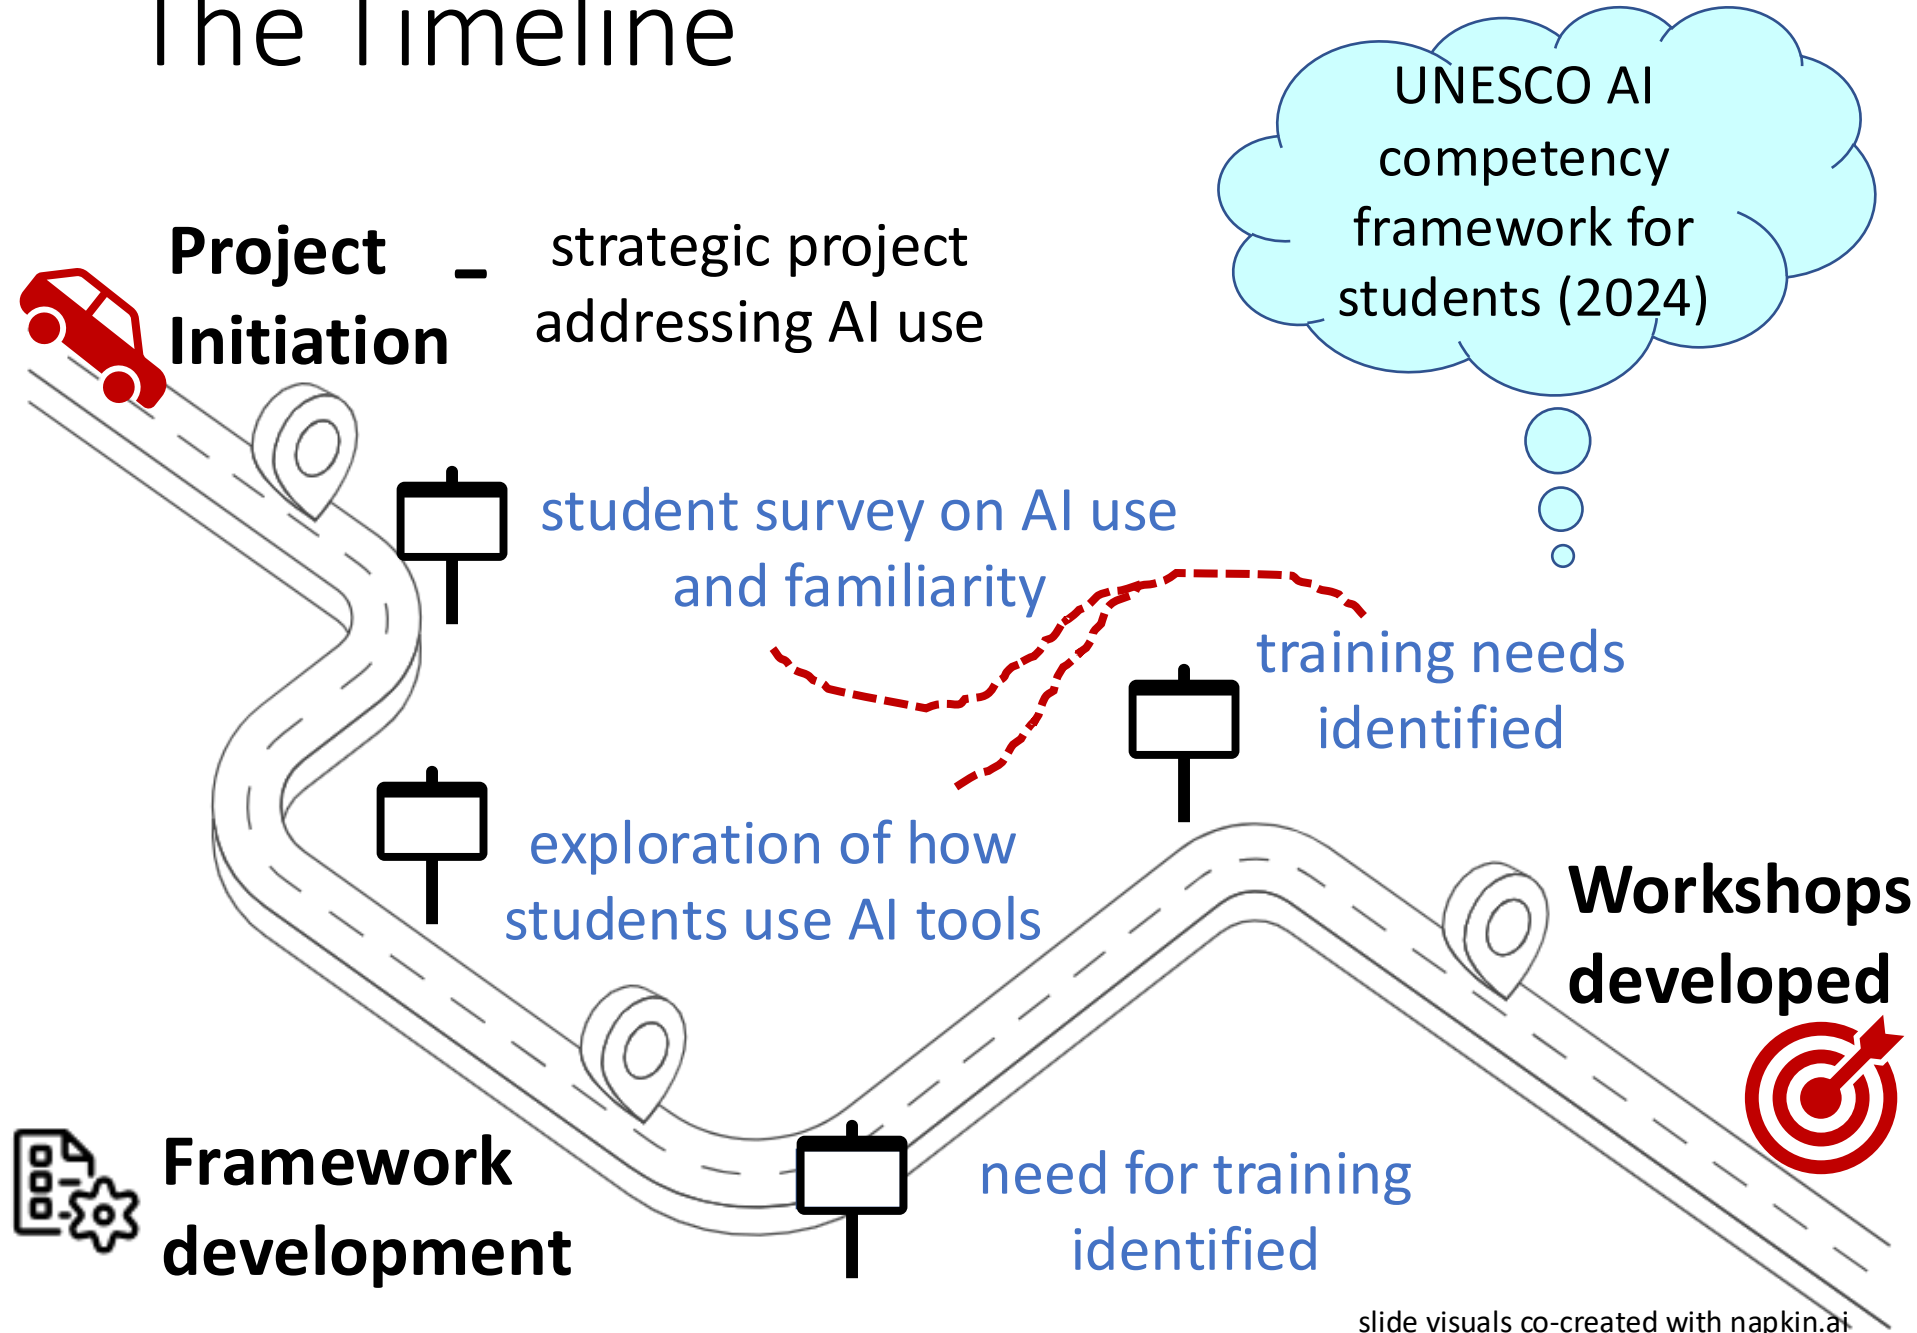 The Timeline
UNESCO AI
competency
framework for
students (2024)
Project -
Initiation
strategic project
addressing AI use
student survey on AI use
and familiarity
training needs
identified
exploration of how
students use AI tools
Workshops
developed
Framework
development
need for training
identified
slide visuals co-created with napkin.ai